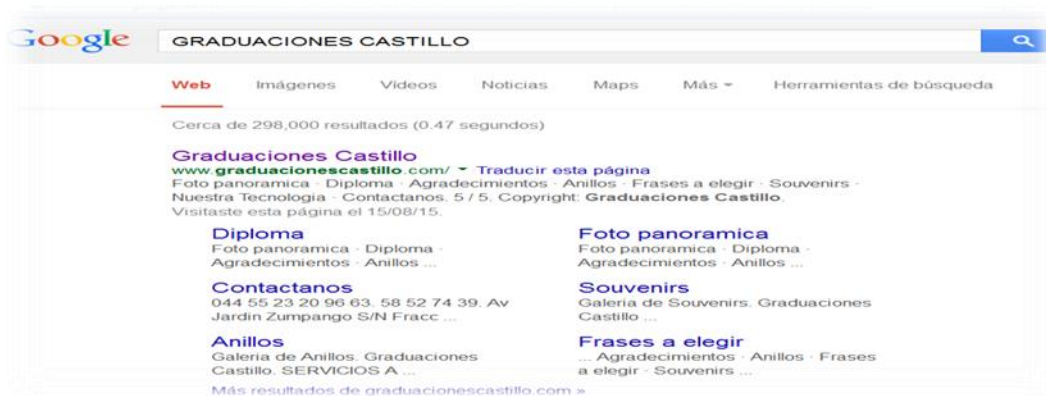 Google GRADUACIONES CASTILLO
Web Imágenes Vídeos Noticias Maps Más Herramientas de búsqueda
Cerca de 298,000 resultados (0.47 segundos)
Graduaciones Castillo
www.graduacionescastillo.com/ Traducir esta página
Foto panoramica · Diploma · Agradecimientos · Anillos · Frases a elegir · Souvenirs ·
Nuestra Tecnologia · Contactanos. 5 / 5. Copyright: Graduaciones Castillo.
Visitaste esta página el 15/08/15.
Diploma
Foto panoramica · Diploma ·
Agradecimientos · Anillos ...
Foto panoramica
Foto panoramica · Diploma ·
Agradecimientos · Anillos ...
Contactanos
044 55 23 20 96 63. 58 52 74 39. Av
Jardin Zumpango S/N Fracc ...
Souvenirs
Galeria de Souvenirs. Graduaciones
Castillo ...
Anillos
Galeria de Anillos. Graduaciones
Castillo. SERVICIOS A ...
Frases a elegir
... Agradecimientos · Anillos · Frases
a elegir · Souvenirs ...
Más resultados de graduacionescastillo.com »